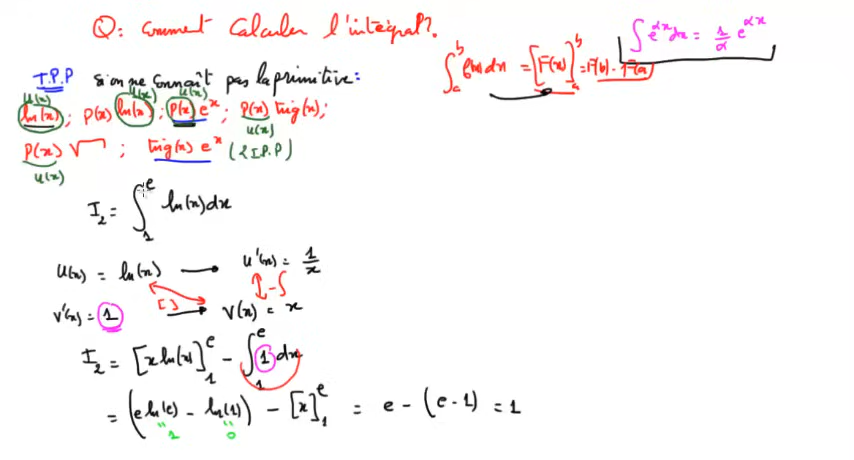 Q: Comment Calculer l'intégral?.
∫ e^{αx} dx = 1/α e^{αx}
∫_a^b f(x) dx = [F(x)]_a^b = F(b) - F(a)
I.P.P si on ne connaît pas la primitive:
u(x) u(x) u(x)
ln(x) ; P(x) ln(x) ; P(x) e^x ; P(x) trig(x);
u(x)
P(x) √ ; trig(x) e^x (2 I.P.P)
u(x)
I_2 = ∫_1^e ln(x) dx
u(x) = ln(x) → u'(x) = 1/x
[ ] - ∫
v'(x) = 1 → v(x) = x
I_2 = [x ln(x)]_1^e - ∫_1^e 1 dx
= (e ln(e) - ln(1)) - [x]_1^e = e - (e - 1) = 1
" "
1 0